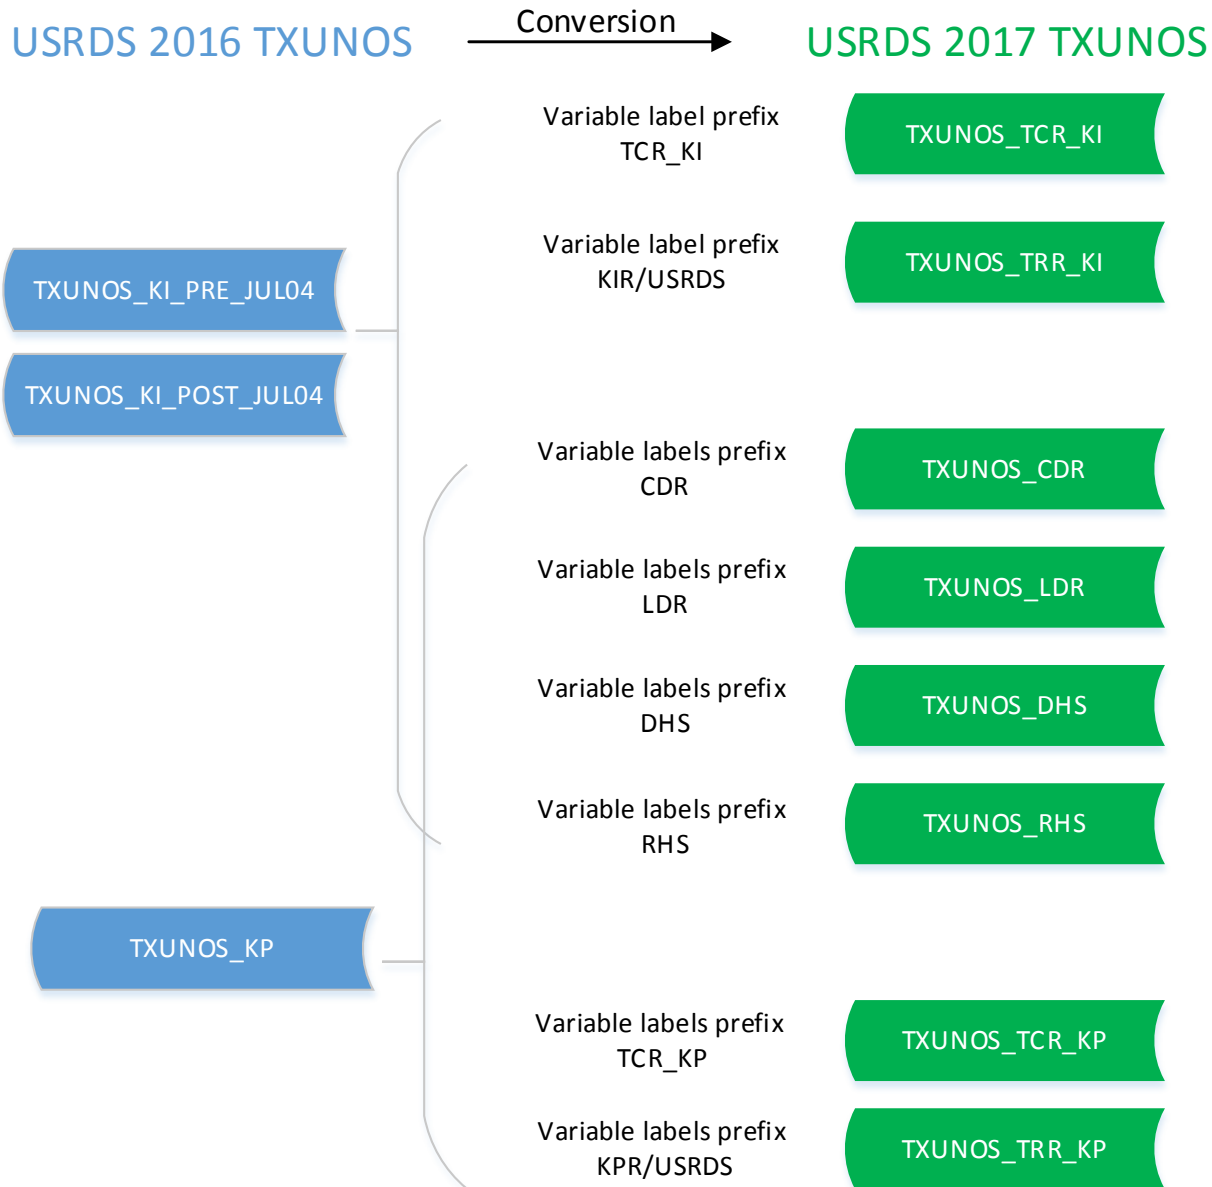 USRDS 2016 TXUNOS
Conversion
USRDS 2017 TXUNOS
Variable label prefix
TCR_KI
TXUNOS_TCR_KI
Variable label prefix
KIR/USRDS
TXUNOS_TRR_KI
TXUNOS_KI_PRE_JUL04
TXUNOS_KI_POST_JUL04
Variable labels prefix
CDR
TXUNOS_CDR
Variable labels prefix
LDR
TXUNOS_LDR
Variable labels prefix
DHS
TXUNOS_DHS
Variable labels prefix
RHS
TXUNOS_RHS
TXUNOS_KP
Variable labels prefix
TCR_KP
TXUNOS_TCR_KP
Variable labels prefix
KPR/USRDS
TXUNOS_TRR_KP